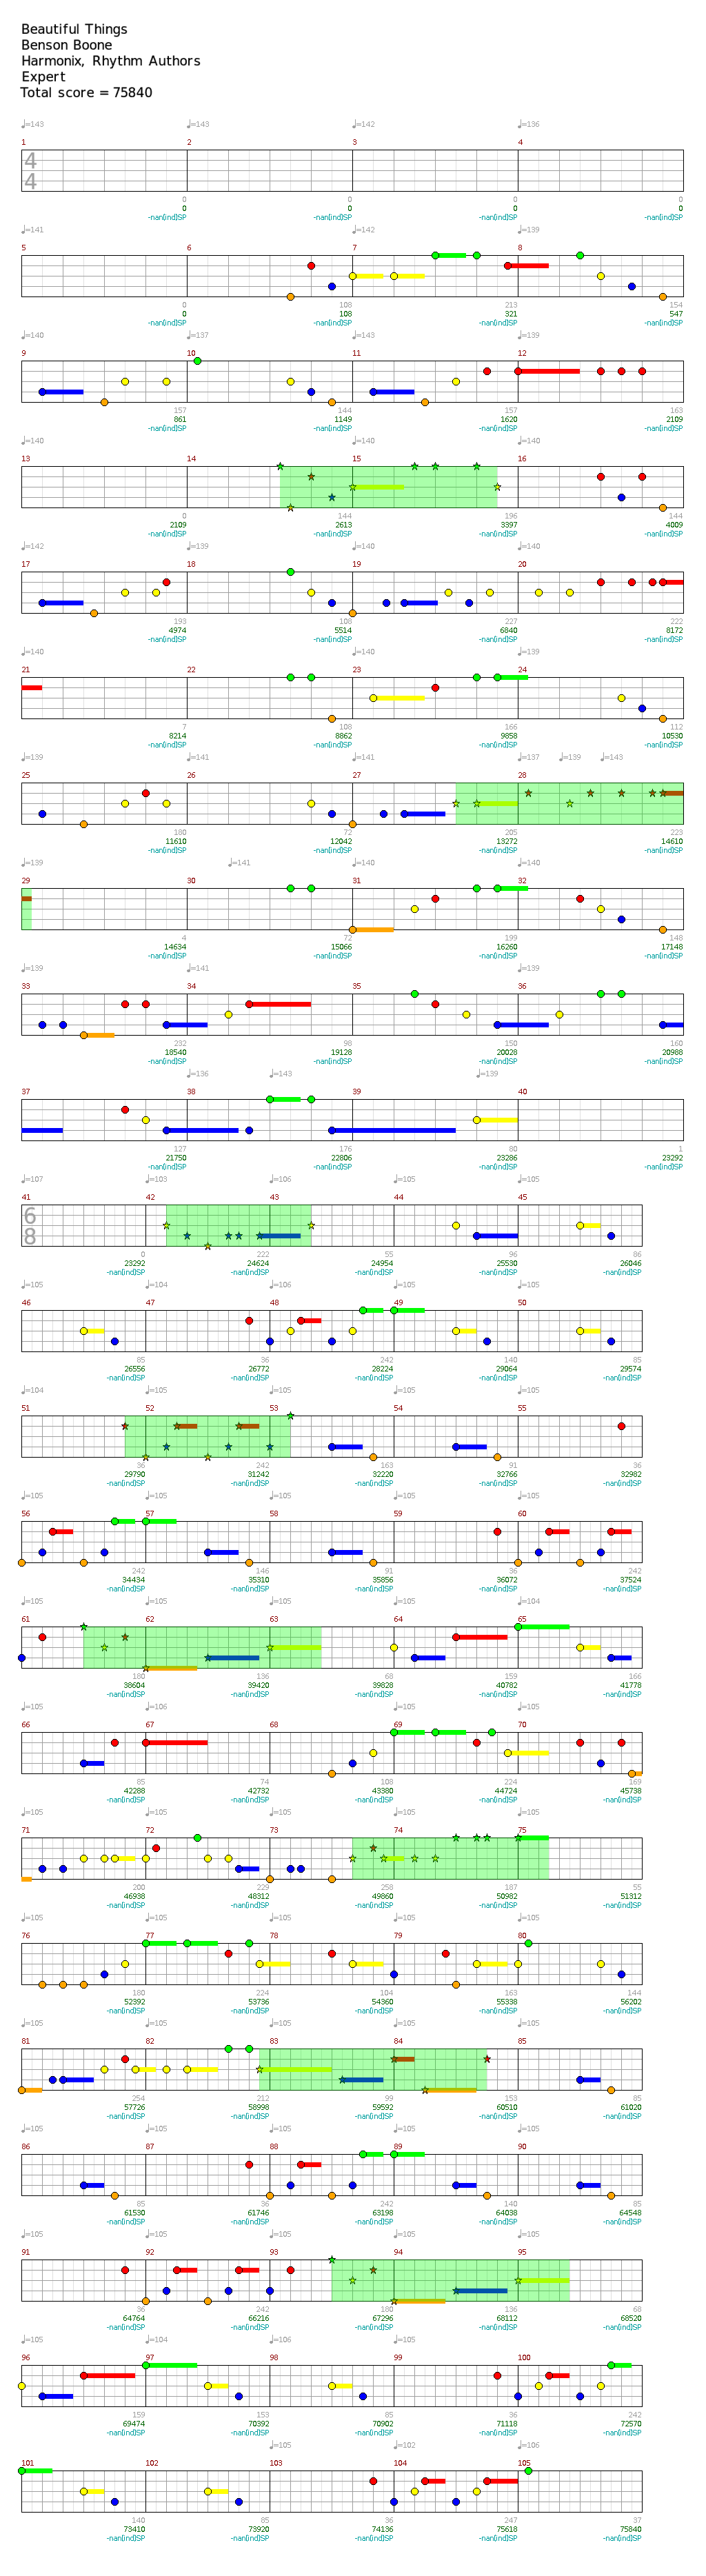 Beautiful Things
Benson Boone
Harmonix, Rhythm Authors
Expert
Total score = 75840
♩=143 ♩=143 ♩=142 ♩=136
1 2 3 4
4
4
0 0 0 0
0 0 0 0
-nan(ind)SP -nan(ind)SP -nan(ind)SP -nan(ind)SP
♩=141 ♩=142 ♩=139
5 6 7 8
0 108 213 154
0 108 321 547
-nan(ind)SP -nan(ind)SP -nan(ind)SP -nan(ind)SP
♩=140 ♩=137 ♩=143 ♩=139
9 10 11 12
157 144 157 163
861 1149 1620 2109
-nan(ind)SP -nan(ind)SP -nan(ind)SP -nan(ind)SP
♩=140 ♩=140 ♩=140
13 14 15 16
0 144 196 144
2109 2613 3397 4009
-nan(ind)SP -nan(ind)SP -nan(ind)SP -nan(ind)SP
♩=142 ♩=139 ♩=140 ♩=140
17 18 19 20
193 108 227 222
4974 5514 6840 8172
-nan(ind)SP -nan(ind)SP -nan(ind)SP -nan(ind)SP
♩=140 ♩=140 ♩=139
21 22 23 24
7 108 166 112
8214 8862 9858 10530
-nan(ind)SP -nan(ind)SP -nan(ind)SP -nan(ind)SP
♩=139 ♩=141 ♩=141 ♩=137 ♩=139 ♩=143
25 26 27 28
180 72 205 223
11610 12042 13272 14610
-nan(ind)SP -nan(ind)SP -nan(ind)SP -nan(ind)SP
♩=139 ♩=141 ♩=140 ♩=140
29 30 31 32
4 72 199 148
14634 15066 16260 17148
-nan(ind)SP -nan(ind)SP -nan(ind)SP -nan(ind)SP
♩=139 ♩=141 ♩=139
33 34 35 36
232 98 150 160
18540 19128 20028 20988
-nan(ind)SP -nan(ind)SP -nan(ind)SP -nan(ind)SP
♩=136 ♩=143 ♩=139
37 38 39 40
127 176 80 1
21750 22806 23286 23292
-nan(ind)SP -nan(ind)SP -nan(ind)SP -nan(ind)SP
♩=107 ♩=103 ♩=106 ♩=105 ♩=105
41 42 43 44 45
6
8
0 222 55 96 86
23292 24624 24954 25530 26046
-nan(ind)SP -nan(ind)SP -nan(ind)SP -nan(ind)SP -nan(ind)SP
♩=105 ♩=104 ♩=106 ♩=105 ♩=105
46 47 48 49 50
85 36 242 140 85
26556 26772 28224 29064 29574
-nan(ind)SP -nan(ind)SP -nan(ind)SP -nan(ind)SP -nan(ind)SP
♩=104 ♩=105 ♩=105 ♩=105 ♩=105
51 52 53 54 55
36 242 163 91 36
29790 31242 32220 32766 32982
-nan(ind)SP -nan(ind)SP -nan(ind)SP -nan(ind)SP -nan(ind)SP
♩=105 ♩=105 ♩=105 ♩=105 ♩=105
56 57 58 59 60
242 146 91 36 242
34434 35310 35856 36072 37524
-nan(ind)SP -nan(ind)SP -nan(ind)SP -nan(ind)SP -nan(ind)SP
♩=105 ♩=105 ♩=105 ♩=105 ♩=104
61 62 63 64 65
180 136 68 159 166
38604 39420 39828 40782 41778
-nan(ind)SP -nan(ind)SP -nan(ind)SP -nan(ind)SP -nan(ind)SP
♩=105 ♩=106 ♩=105 ♩=105
66 67 68 69 70
85 74 108 224 169
42288 42732 43380 44724 45738
-nan(ind)SP -nan(ind)SP -nan(ind)SP -nan(ind)SP -nan(ind)SP
♩=105 ♩=105 ♩=105 ♩=105 ♩=105
71 72 73 74 75
200 229 258 187 55
46938 48312 49860 50982 51312
-nan(ind)SP -nan(ind)SP -nan(ind)SP -nan(ind)SP -nan(ind)SP
♩=105 ♩=105 ♩=105 ♩=105 ♩=105
76 77 78 79 80
180 224 104 163 144
52392 53736 54360 55338 56202
-nan(ind)SP -nan(ind)SP -nan(ind)SP -nan(ind)SP -nan(ind)SP
♩=105 ♩=105 ♩=105 ♩=105 ♩=105
81 82 83 84 85
254 212 99 153 85
57726 58998 59592 60510 61020
-nan(ind)SP -nan(ind)SP -nan(ind)SP -nan(ind)SP -nan(ind)SP
♩=105 ♩=105 ♩=105 ♩=105 ♩=105
86 87 88 89 90
85 36 242 140 85
61530 61746 63198 64038 64548
-nan(ind)SP -nan(ind)SP -nan(ind)SP -nan(ind)SP -nan(ind)SP
♩=105 ♩=105 ♩=105 ♩=105 ♩=105
91 92 93 94 95
36 242 180 136 68
64764 66216 67296 68112 68520
-nan(ind)SP -nan(ind)SP -nan(ind)SP -nan(ind)SP -nan(ind)SP
♩=105 ♩=104 ♩=106 ♩=105
96 97 98 99 100
159 153 85 36 242
69474 70392 70902 71118 72570
-nan(ind)SP -nan(ind)SP -nan(ind)SP -nan(ind)SP -nan(ind)SP
♩=105 ♩=102 ♩=106
101 102 103 104 105
140 85 36 247 37
73410 73920 74136 75618 75840
-nan(ind)SP -nan(ind)SP -nan(ind)SP -nan(ind)SP -nan(ind)SP